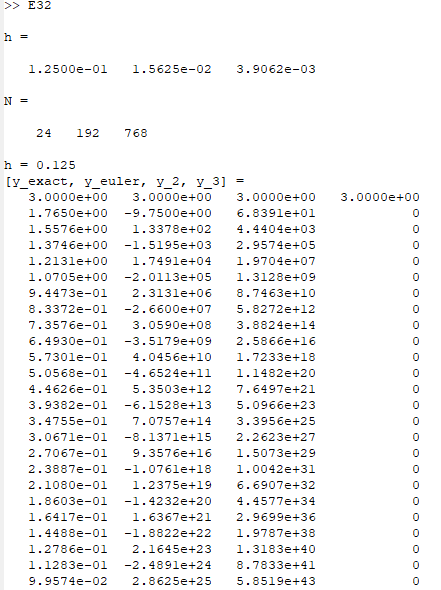 >> E32
h =
1.2500e-01 1.5625e-02 3.9062e-03
N =
24 192 768
h = 0.125
[y_exact, y_euler, y_2, y_3] =
3.0000e+00 3.0000e+00 3.0000e+00 3.0000e+00
1.7650e+00 -9.7500e+00 6.8391e+01 0
1.5576e+00 1.3378e+02 4.4404e+03 0
1.3746e+00 -1.5195e+03 2.9574e+05 0
1.2131e+00 1.7491e+04 1.9704e+07 0
1.0705e+00 -2.0113e+05 1.3128e+09 0
9.4473e-01 2.3131e+06 8.7463e+10 0
8.3372e-01 -2.6600e+07 5.8272e+12 0
7.3576e-01 3.0590e+08 3.8824e+14 0
6.4930e-01 -3.5179e+09 2.5866e+16 0
5.7301e-01 4.0456e+10 1.7233e+18 0
5.0568e-01 -4.6524e+11 1.1482e+20 0
4.4626e-01 5.3503e+12 7.6497e+21 0
3.9382e-01 -6.1528e+13 5.0966e+23 0
3.4755e-01 7.0757e+14 3.3956e+25 0
3.0671e-01 -8.1371e+15 2.2623e+27 0
2.7067e-01 9.3576e+16 1.5073e+29 0
2.3887e-01 -1.0761e+18 1.0042e+31 0
2.1080e-01 1.2375e+19 6.6907e+32 0
1.8603e-01 -1.4232e+20 4.4577e+34 0
1.6417e-01 1.6367e+21 2.9699e+36 0
1.4488e-01 -1.8822e+22 1.9787e+38 0
1.2786e-01 2.1645e+23 1.3183e+40 0
1.1283e-01 -2.4891e+24 8.7833e+41 0
9.9574e-02 2.8625e+25 5.8519e+43 0